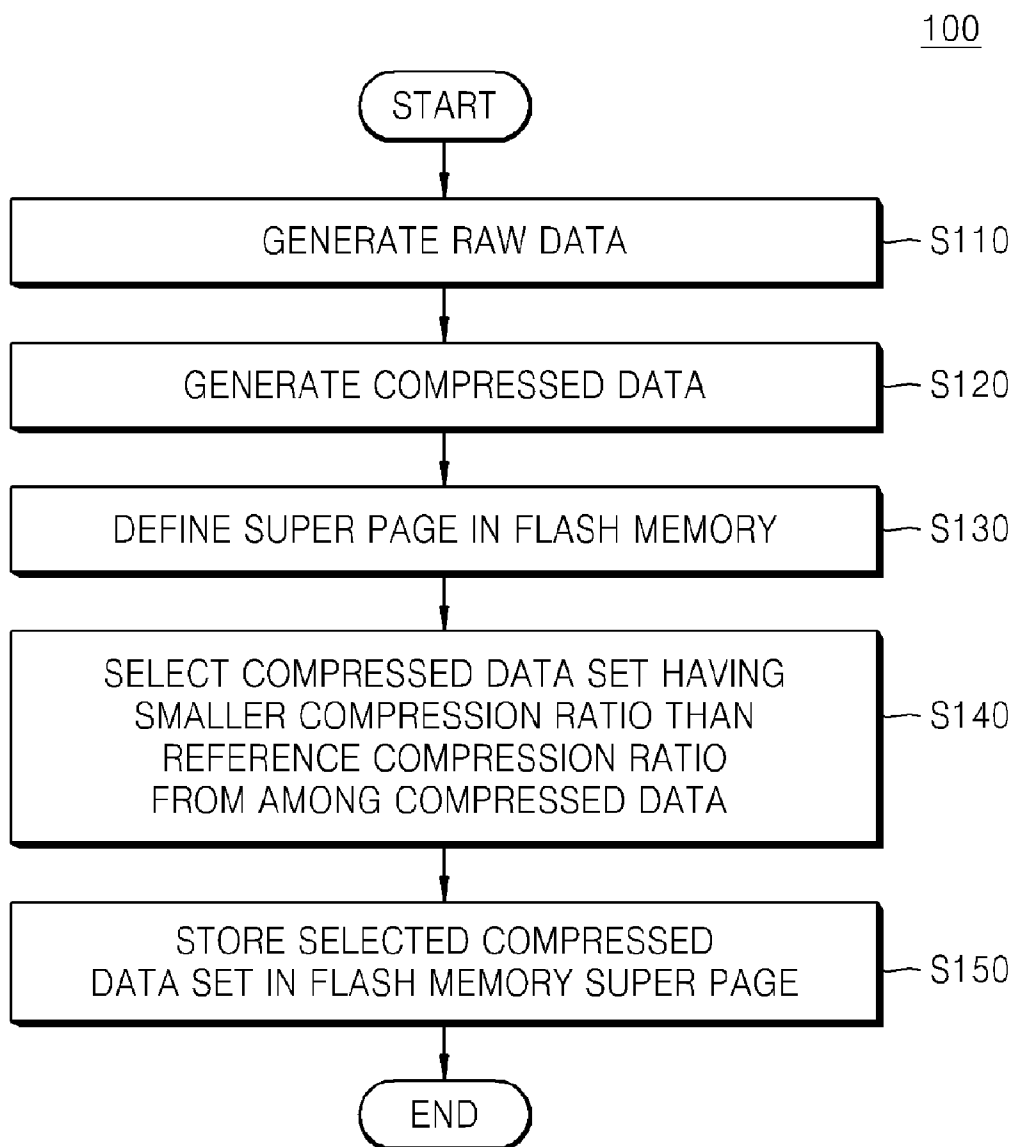 100
START
GENERATE RAW DATA
S110
GENERATE COMPRESSED DATA
S120
DEFINE SUPER PAGE IN FLASH MEMORY
S130
SELECT COMPRESSED DATA SET HAVING
SMALLER COMPRESSION RATIO THAN
REFERENCE COMPRESSION RATIO
FROM AMONG COMPRESSED DATA
S140
STORE SELECTED COMPRESSED
DATA SET IN FLASH MEMORY SUPER PAGE
S150
END